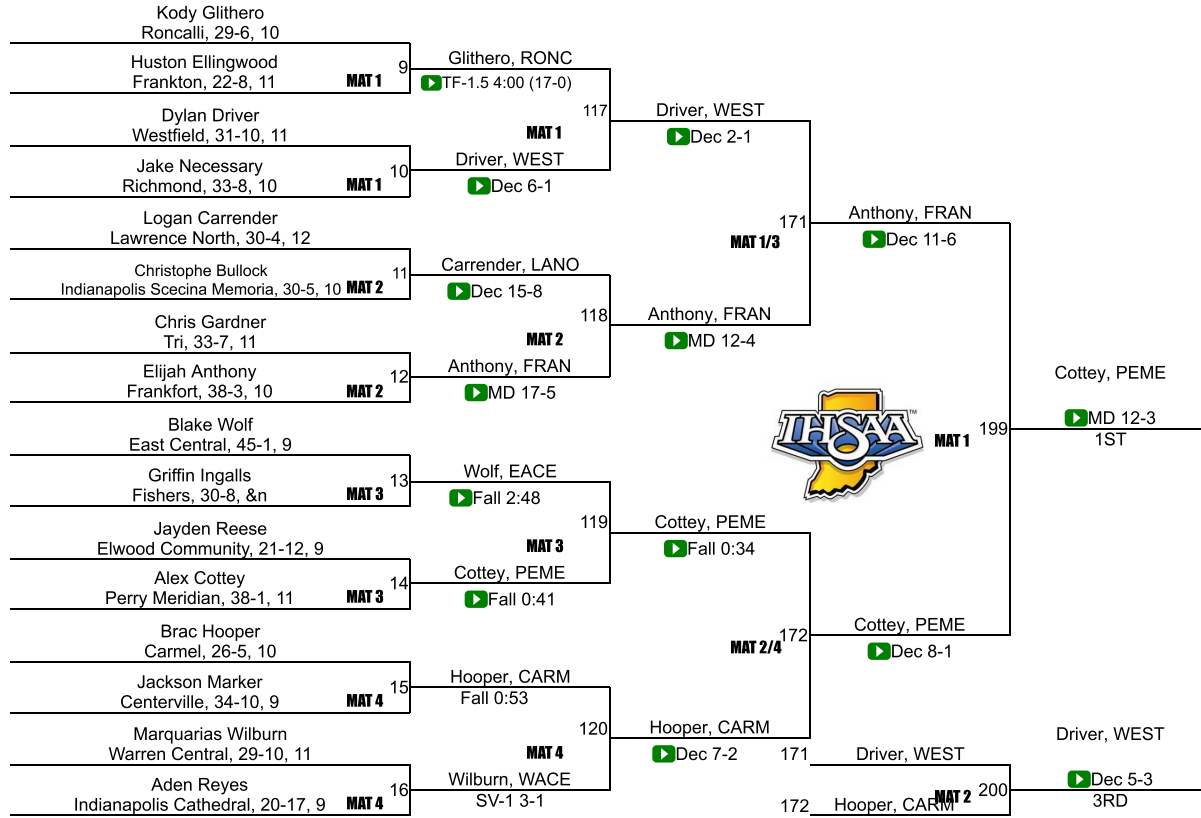 Kody Glithero
Roncalli, 29-6, 10
Huston Ellingwood
Frankton, 22-8, 11
MAT 1
9
Glithero, RONC
TF-1.5 4:00 (17-0)
Dylan Driver
Westfield, 31-10, 11
Jake Necessary
Richmond, 33-8, 10
MAT 1
10
Driver, WEST
Dec 6-1
117
MAT 1
Driver, WEST
Dec 2-1
Logan Carrender
Lawrence North, 30-4, 12
Christophe Bullock
Indianapolis Scecina Memoria, 30-5, 10
MAT 2
11
Carrender, LANO
Dec 15-8
Chris Gardner
Tri, 33-7, 11
Elijah Anthony
Frankfort, 38-3, 10
MAT 2
12
Anthony, FRAN
MD 17-5
118
MAT 2
Anthony, FRAN
MD 12-4
171
MAT 1/3
Anthony, FRAN
Dec 11-6
Blake Wolf
East Central, 45-1, 9
Griffin Ingalls
Fishers, 30-8, &n
MAT 3
13
Wolf, EACE
Fall 2:48
Jayden Reese
Elwood Community, 21-12, 9
Alex Cottey
Perry Meridian, 38-1, 11
MAT 3
14
Cottey, PEME
Fall 0:41
119
MAT 3
Cottey, PEME
Fall 0:34
Brac Hooper
Carmel, 26-5, 10
Jackson Marker
Centerville, 34-10, 9
MAT 4
15
Hooper, CARM
Fall 0:53
Marquarias Wilburn
Warren Central, 29-10, 11
Aden Reyes
Indianapolis Cathedral, 20-17, 9
MAT 4
16
Wilburn, WACE
SV-1 3-1
120
MAT 4
Hooper, CARM
Dec 7-2
172
MAT 2/4
Cottey, PEME
Dec 8-1
IHSAA™
199
MAT 1
Cottey, PEME
MD 12-3
1ST
171
Driver, WEST
172
Hooper, CARM
MAT 2
200
Driver, WEST
Dec 5-3
3RD